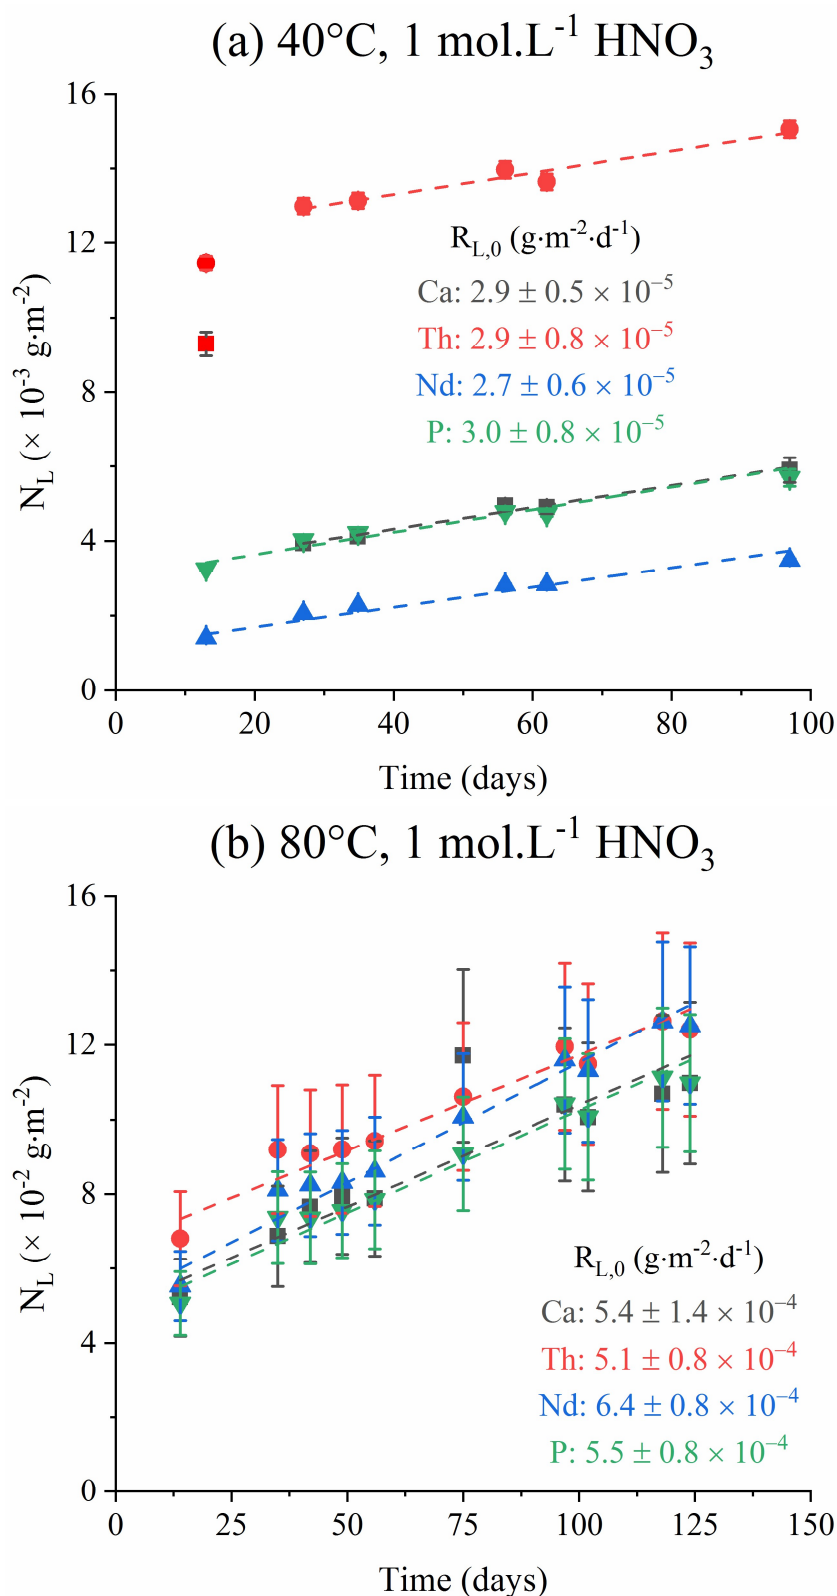 (a) 40°C, 1 mol.L⁻¹ HNO₃
16
12
8
4
0
N_L (× 10⁻³ g·m⁻²)
R_L,0 (g·m⁻²·d⁻¹)
Ca: 2.9 ± 0.5 × 10⁻⁵
Th: 2.9 ± 0.8 × 10⁻⁵
Nd: 2.7 ± 0.6 × 10⁻⁵
P: 3.0 ± 0.8 × 10⁻⁵
0 20 40 60 80 100
Time (days)
(b) 80°C, 1 mol.L⁻¹ HNO₃
16
12
8
4
0
N_L (× 10⁻² g·m⁻²)
R_L,0 (g·m⁻²·d⁻¹)
Ca: 5.4 ± 1.4 × 10⁻⁴
Th: 5.1 ± 0.8 × 10⁻⁴
Nd: 6.4 ± 0.8 × 10⁻⁴
P: 5.5 ± 0.8 × 10⁻⁴
0 25 50 75 100 125 150
Time (days)